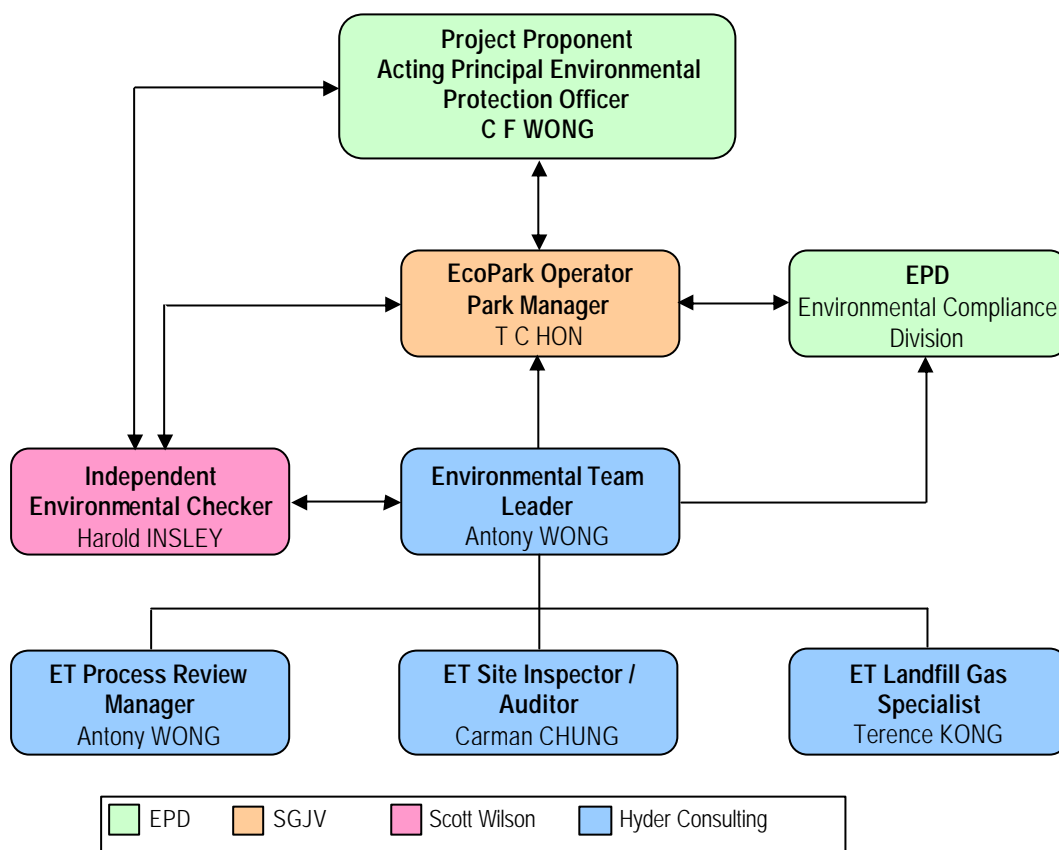 Project Proponent
Acting Principal Environmental
Protection Officer
C F WONG
EcoPark Operator
Park Manager
T C HON
EPD
Environmental Compliance
Division
Independent
Environmental Checker
Harold INSLEY
Environmental Team
Leader
Antony WONG
ET Process Review
Manager
Antony WONG
ET Site Inspector /
Auditor
Carman CHUNG
ET Landfill Gas
Specialist
Terence KONG
EPD SGJV Scott Wilson Hyder Consulting